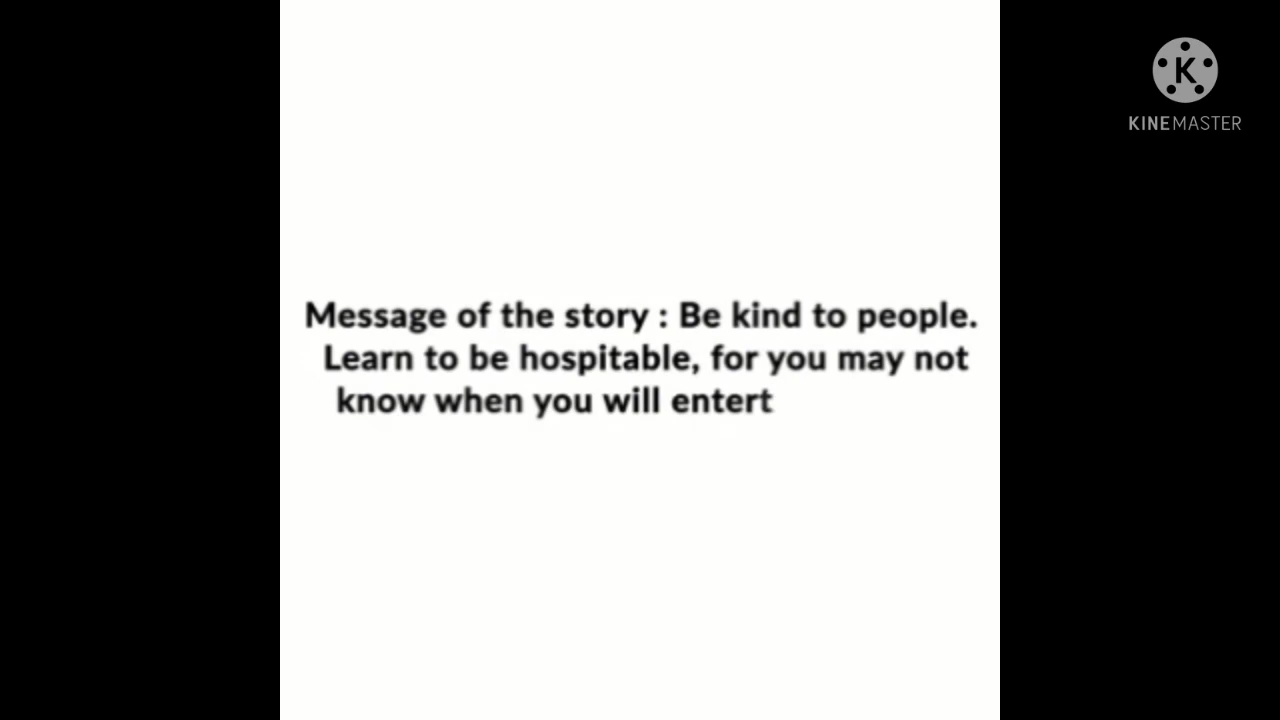 KINEMASTER
Message of the story : Be kind to people.
Learn to be hospitable, for you may not
know when you will entert